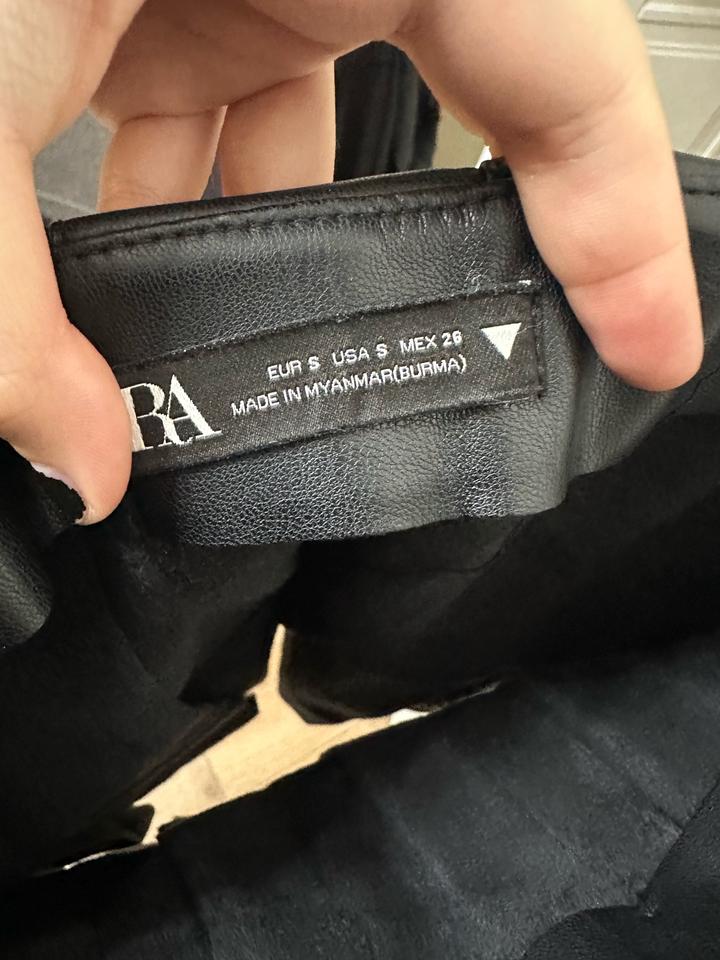 RA
EUR S USA S MEX 26
MADE IN MYANMAR(BURMA)